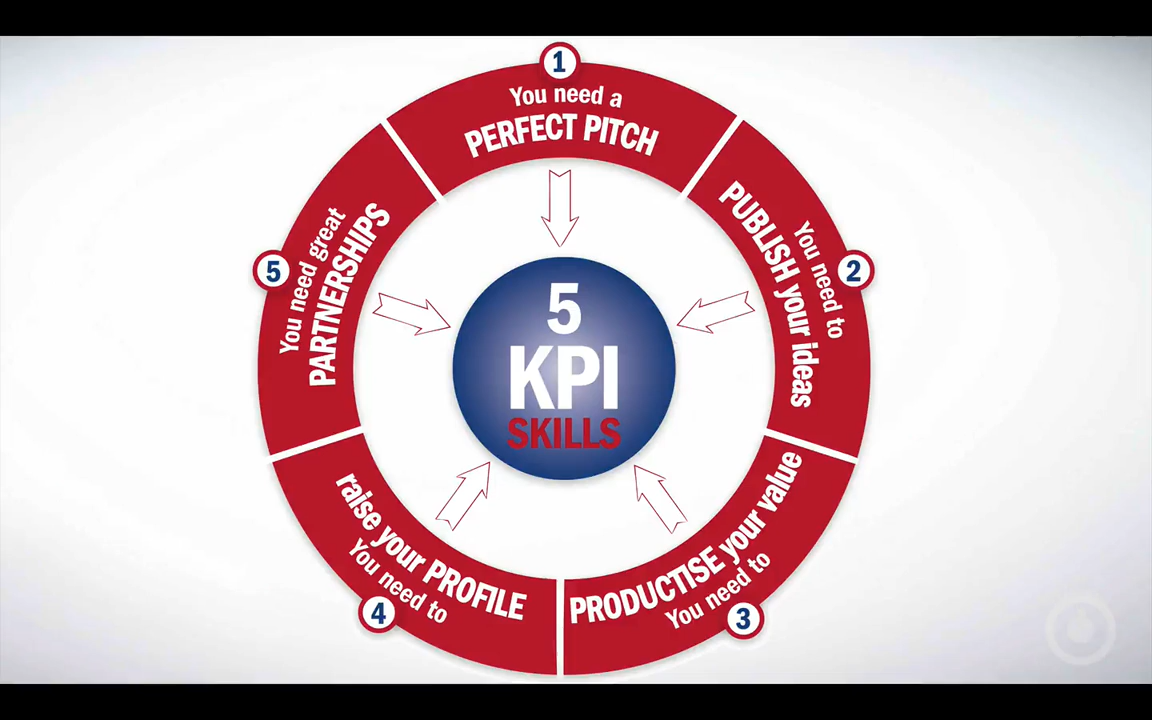 1
You need a
PERFECT PITCH
2
You need to
PUBLISH your ideas
3
You need to
PRODUCTISE your value
4
You need to
raise your PROFILE
5
You need great
PARTNERSHIPS
5
KPI
SKILLS